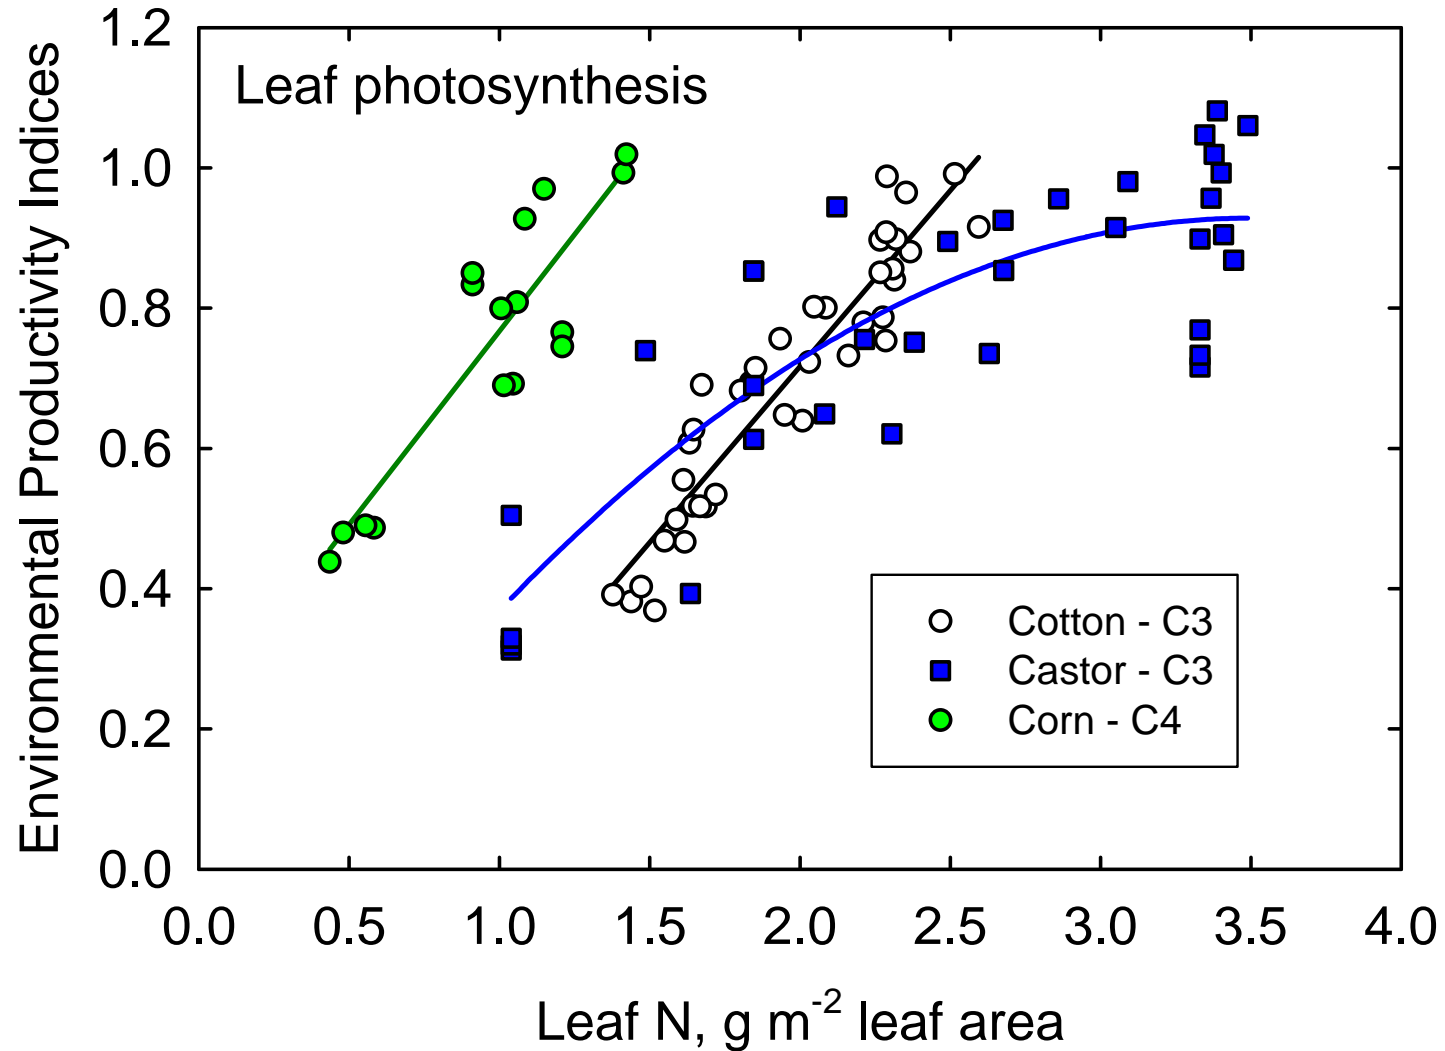 Leaf photosynthesis
Environmental Productivity Indices
1.2
1.0
0.8
0.6
0.4
0.2
0.0
Cotton - C3
Castor - C3
Corn - C4
0.0 0.5 1.0 1.5 2.0 2.5 3.0 3.5 4.0
Leaf N, g m⁻² leaf area